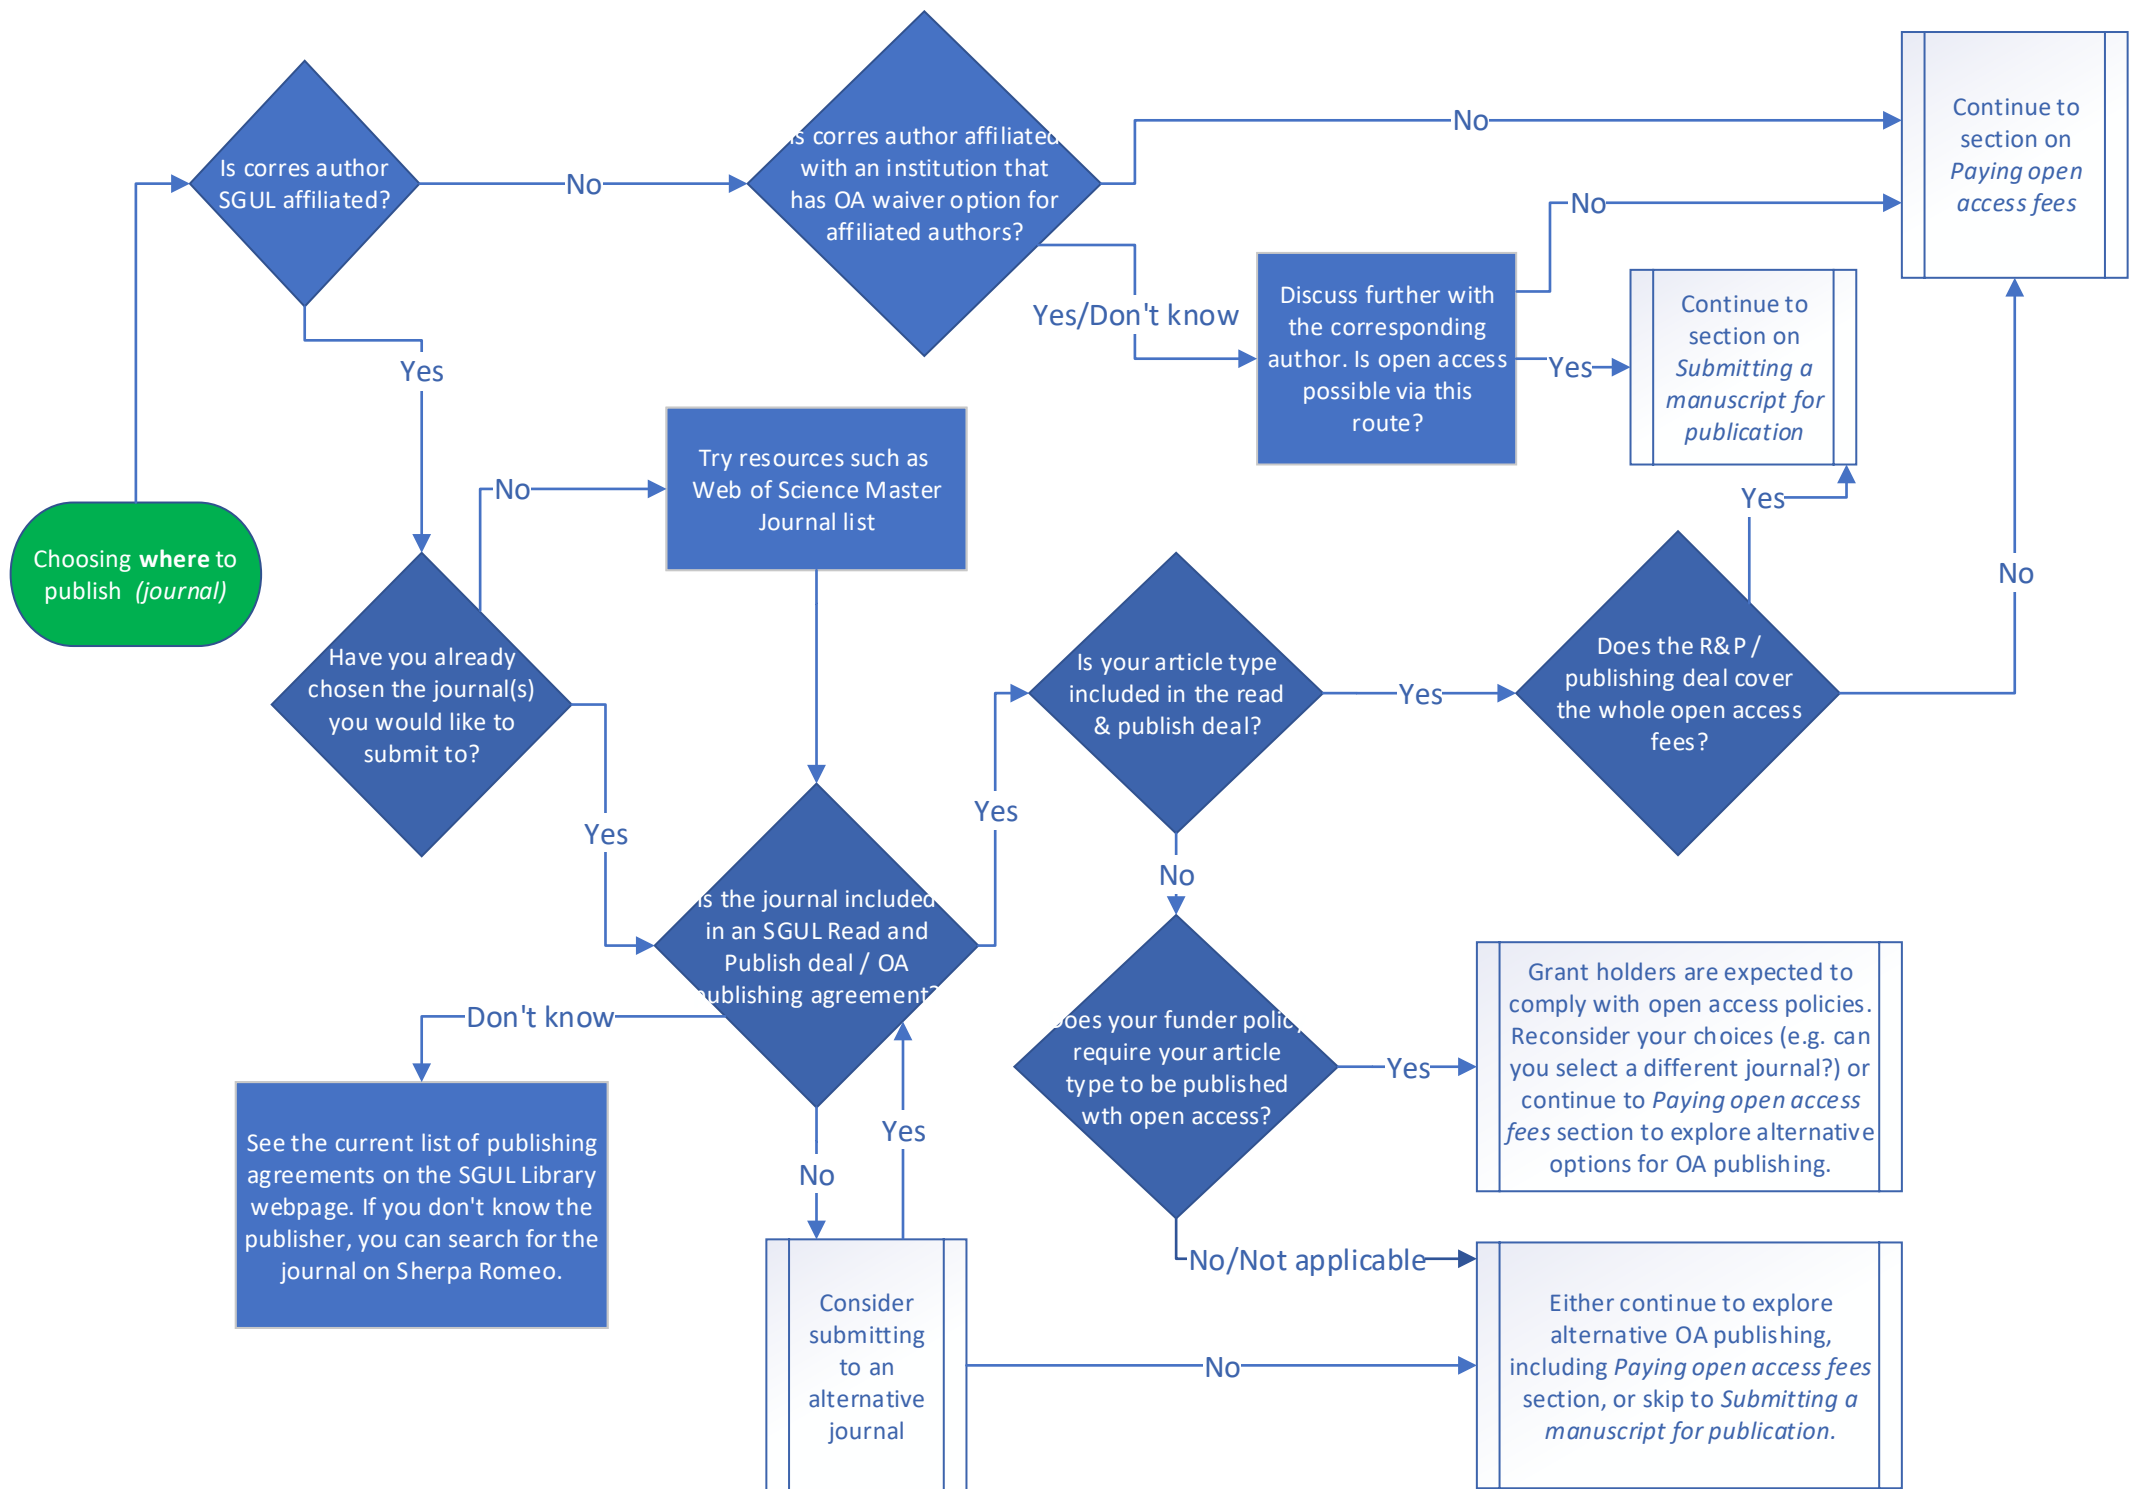 Is corres author
SGUL affiliated?
No
Is corres author affiliated
with an institution that
has OA waiver option for
affiliated authors?
No
Continue to
section on
Paying open
access fees
No
Yes/Don't know
Discuss further with
the corresponding
author. Is open access
possible via this
route?
Yes
Continue to
section on
Submitting a
manuscript for
publication
Yes
Choosing where to
publish (journal)
No
Try resources such as
Web of Science Master
Journal list
Yes
No
Have you already
chosen the journal(s)
you would like to
submit to?
Yes
Is your article type
included in the read
& publish deal?
Yes
Does the R&P /
publishing deal cover
the whole open access
fees?
Yes
No
Is the journal included
in an SGUL Read and
Publish deal / OA
publishing agreement?
Don't know
See the current list of publishing
agreements on the SGUL Library
webpage. If you don't know the
publisher, you can search for the
journal on Sherpa Romeo.
No
Yes
Does your funder policy
require your article
type to be published
wth open access?
Yes
Grant holders are expected to
comply with open access policies.
Reconsider your choices (e.g. can
you select a different journal?) or
continue to Paying open access
fees section to explore alternative
options for OA publishing.
No/Not applicable
Consider
submitting
to an
alternative
journal
No
Either continue to explore
alternative OA publishing,
including Paying open access fees
section, or skip to Submitting a
manuscript for publication.